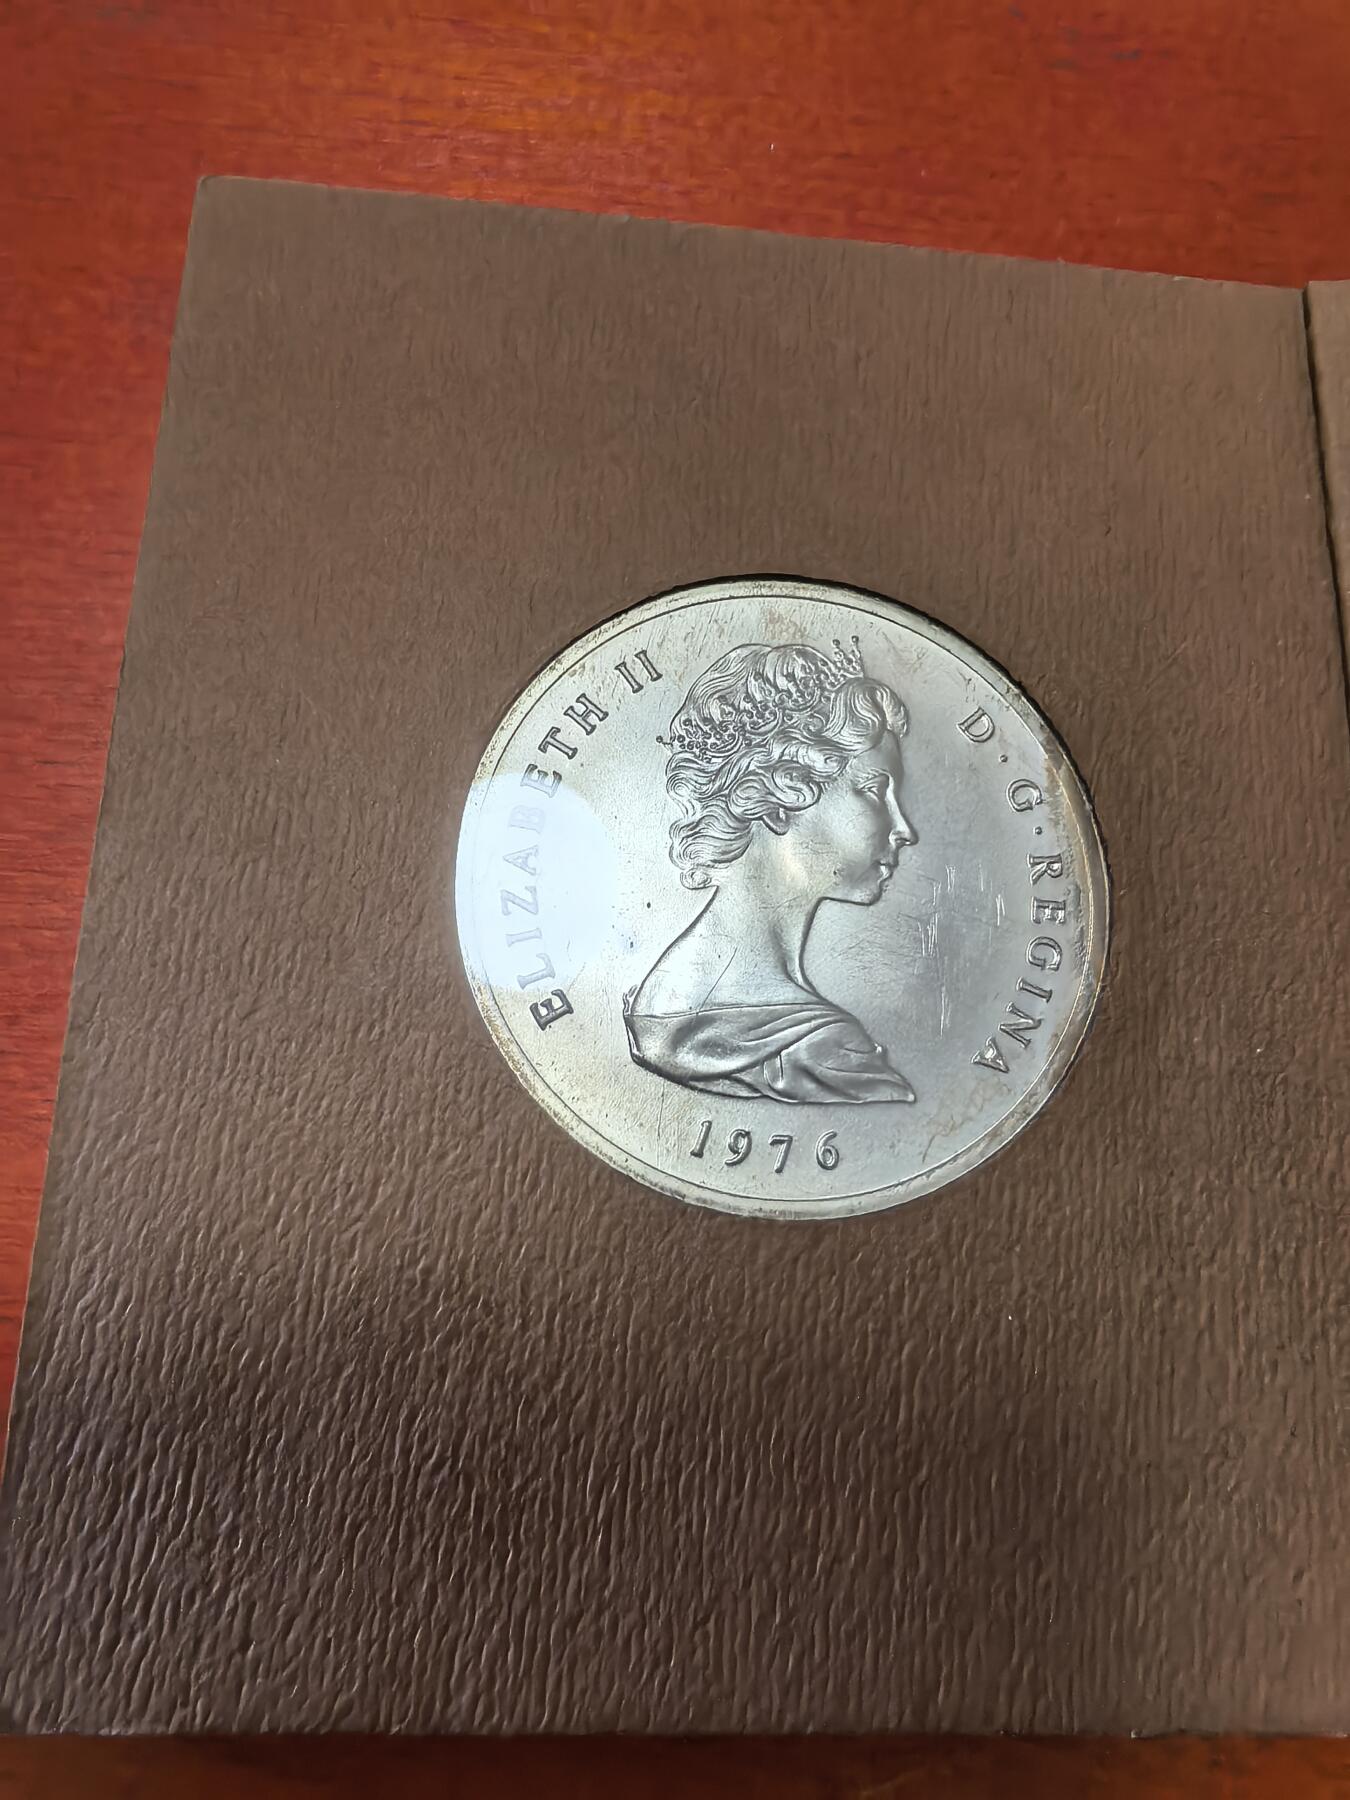 ELIZABETH II
D·G·REGINA
1976